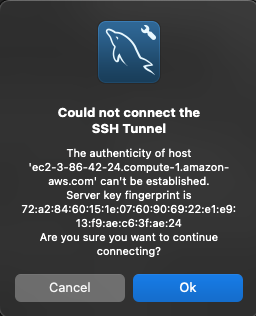 Could not connect the
SSH Tunnel
The authenticity of host
'ec2-3-86-42-24.compute-1.amazon-
aws.com' can't be established.
Server key fingerprint is
72:a2:84:60:15:1e:07:60:90:69:22:e1:e9:
13:f9:ae:c6:3f:ae:24
Are you sure you want to continue
connecting?
Cancel
Ok